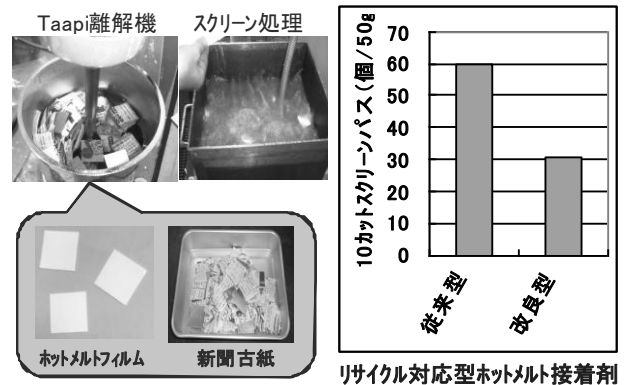 Taapi離解機
スクリーン処理
ホットメルトフィルム
新聞古紙
10カットスクリーンパス（個/50g
70
60
50
40
30
20
10
0
従来型
改良型
リサイクル対応型ホットメルト接着剤